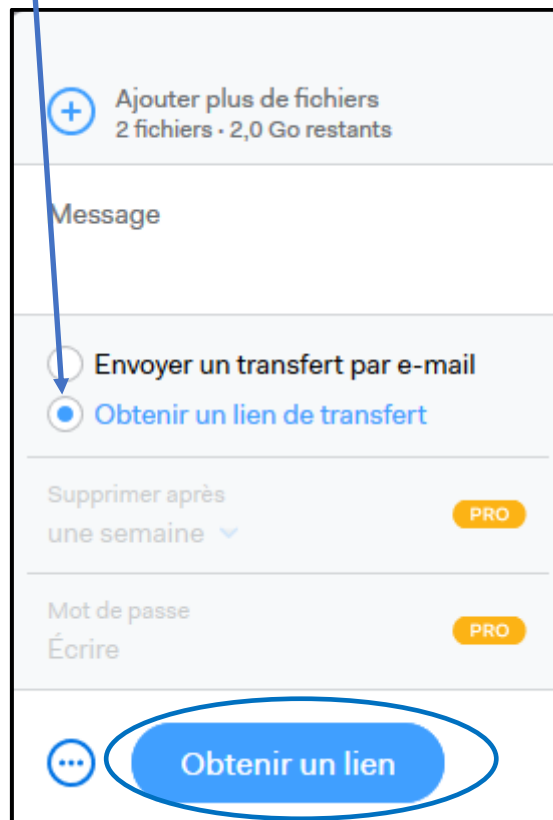 Ajouter plus de fichiers
2 fichiers · 2,0 Go restants
Message
Envoyer un transfert par e-mail
Obtenir un lien de transfert
Supprimer après
une semaine
PRO
Mot de passe
Écrire
PRO
Obtenir un lien